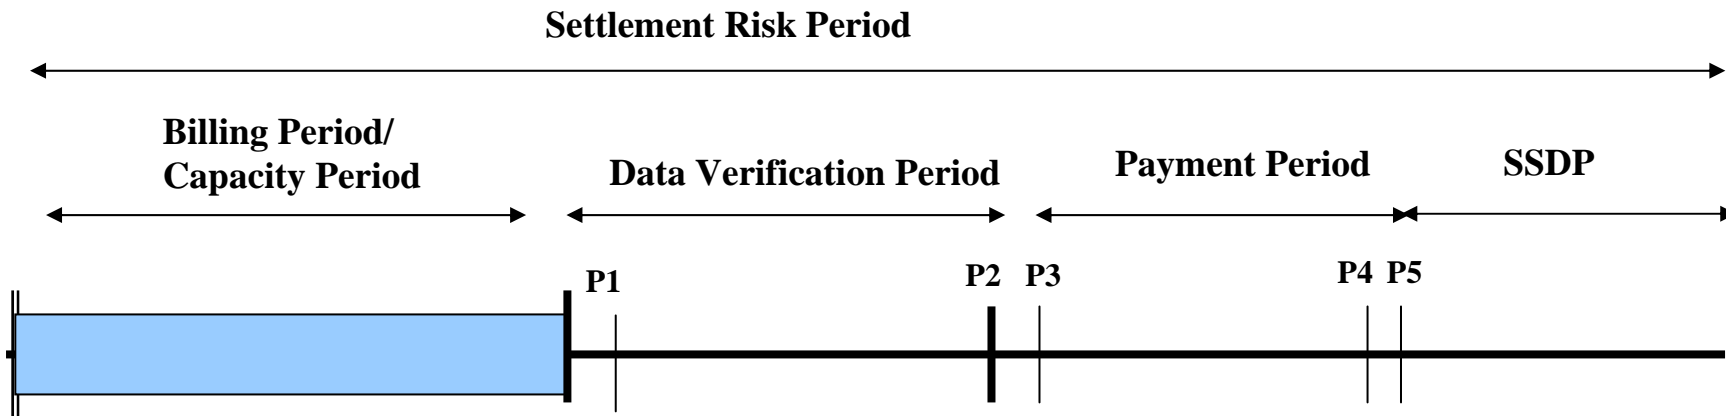 Settlement Risk Period
Billing Period/
Capacity Period
Data Verification Period
Payment Period
SSDP
P1
P2
P3
P4
P5